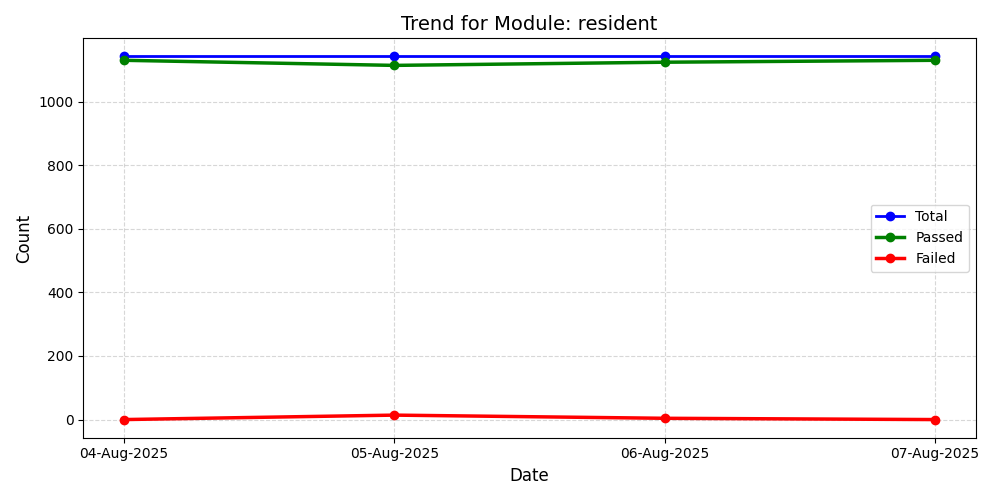 Trend for Module: resident
Count
1000
800
600
400
200
0
Total
Passed
Failed
04-Aug-2025
05-Aug-2025
06-Aug-2025
07-Aug-2025
Date